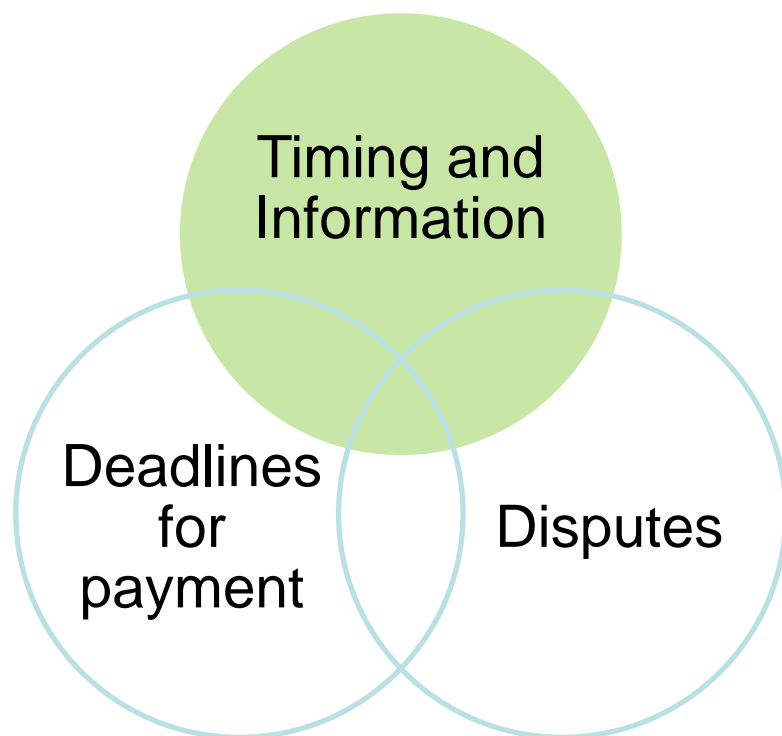 Timing and
Information
Deadlines
for
payment
Disputes